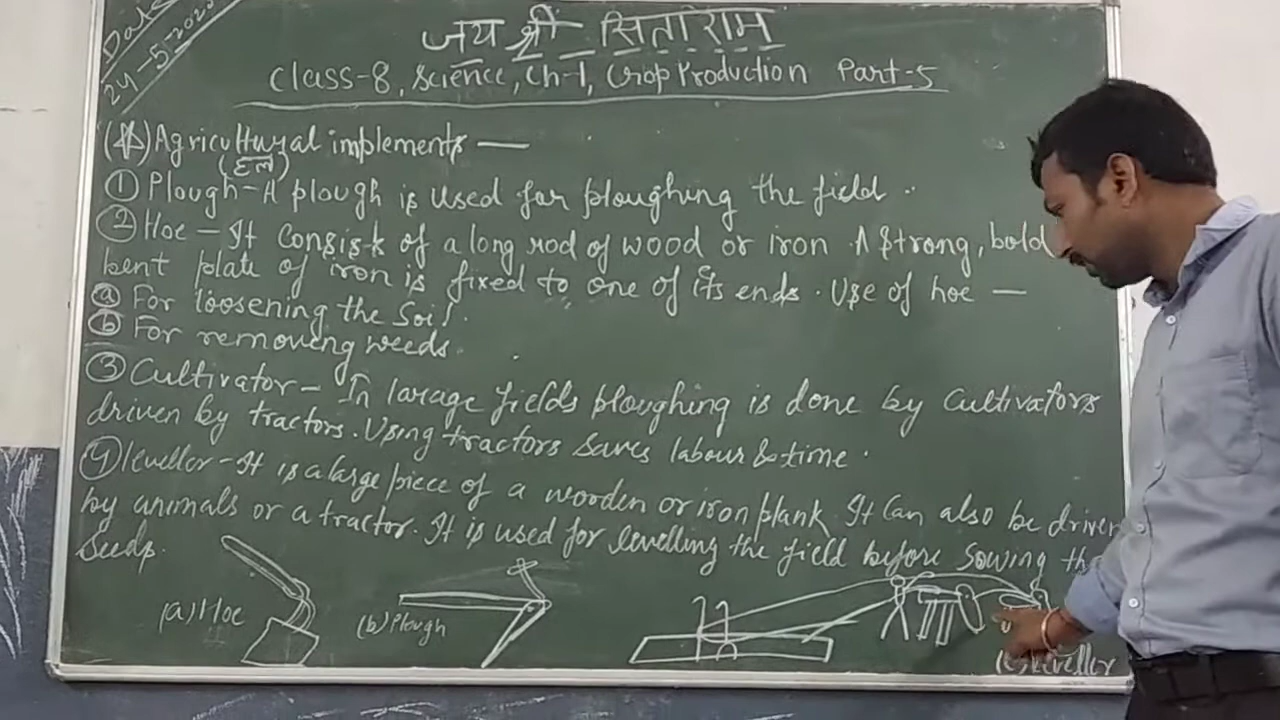 Date
24-5-2020
जय श्री सिताराम
Class-8, Science, Ch-1, Crop Production Part-5
(A) Agricultural implements —
(हल)
① Plough - A plough is used for ploughing the field..
② Hoe - It consists of a long rod of wood or iron. A strong, bold
bent plate of iron is fixed to one of its ends. Use of hoe —
ⓐ For loosening the soil.
ⓑ For removing weeds.
③ Cultivator - In larage fields ploughing is done by cultivators
driven by tractors. Using tractors saves labour & time.
④ leveller - It is a large piece of a wooden or iron plank. It can also be driven
by animals or a tractor. It is used for levelling the field before sowing the
seeds.
(a) Hoe
(b) Plough
(c) Leveller